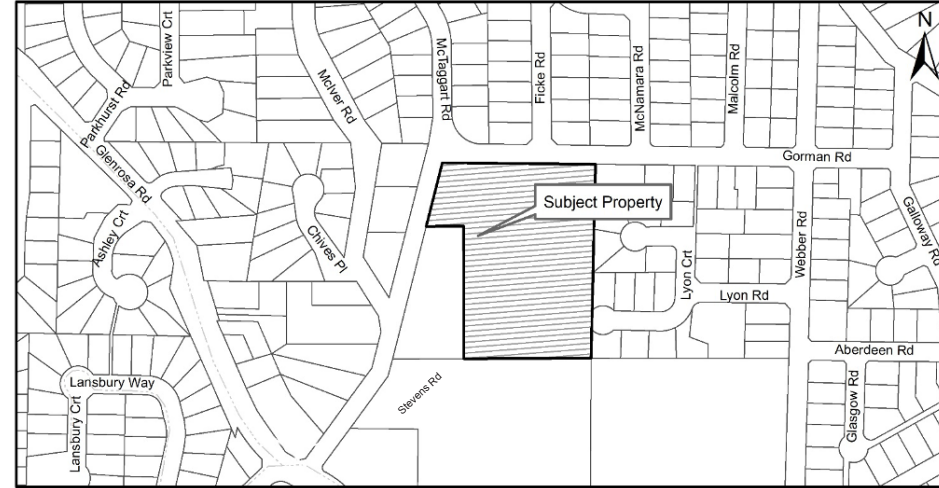 N
Parkview Crt
Parkhurst Rd
McIver Rd
McTaggart Rd
Ficke Rd
McNamara Rd
Malcolm Rd
Glenrosa Rd
Gorman Rd
Subject Property
Ashley Crt
Chives Pl
Lyon Crt
Webber Rd
Galloway Rd
Lyon Rd
Aberdeen Rd
Lansbury Way
Stevens Rd
Lansbury Crt
Glasgow Rd